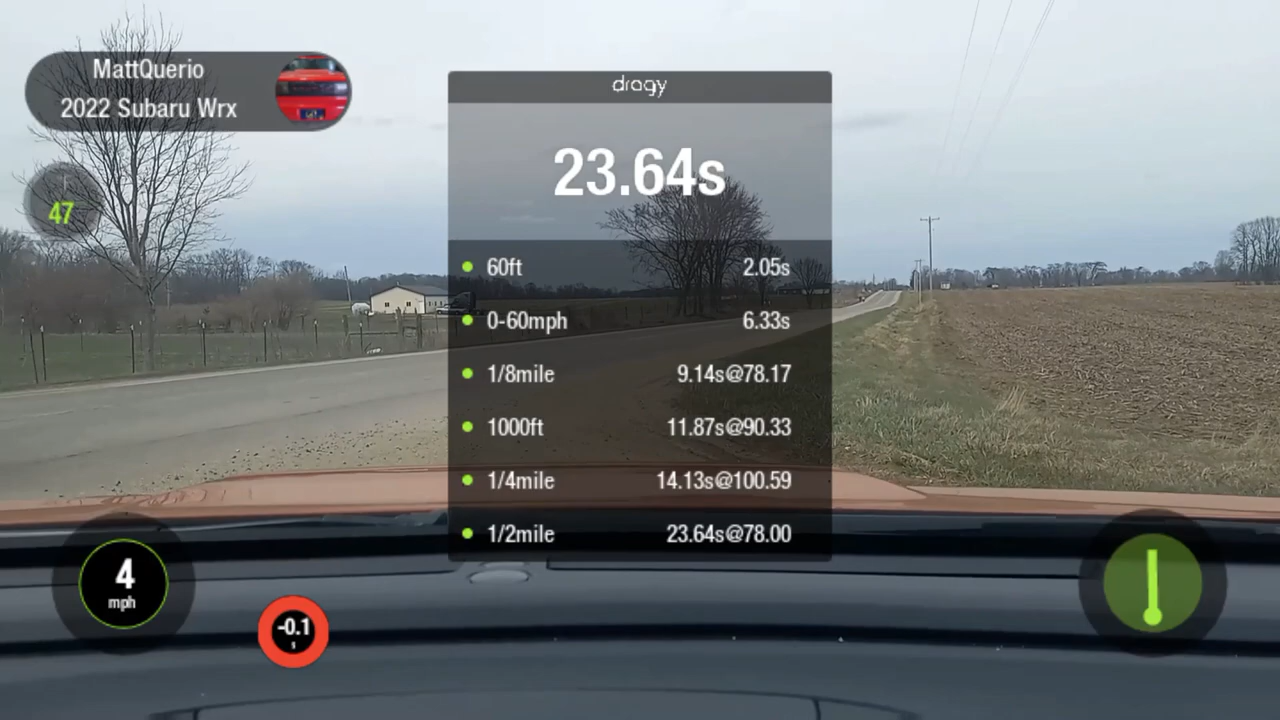 MattQuerio
2022 Subaru Wrx
47
dragy
23.64s
60ft 2.05s
0-60mph 6.33s
1/8mile 9.14s@78.17
1000ft 11.87s@90.33
1/4mile 14.13s@100.59
1/2mile 23.64s@78.00
4
mph
-0.1